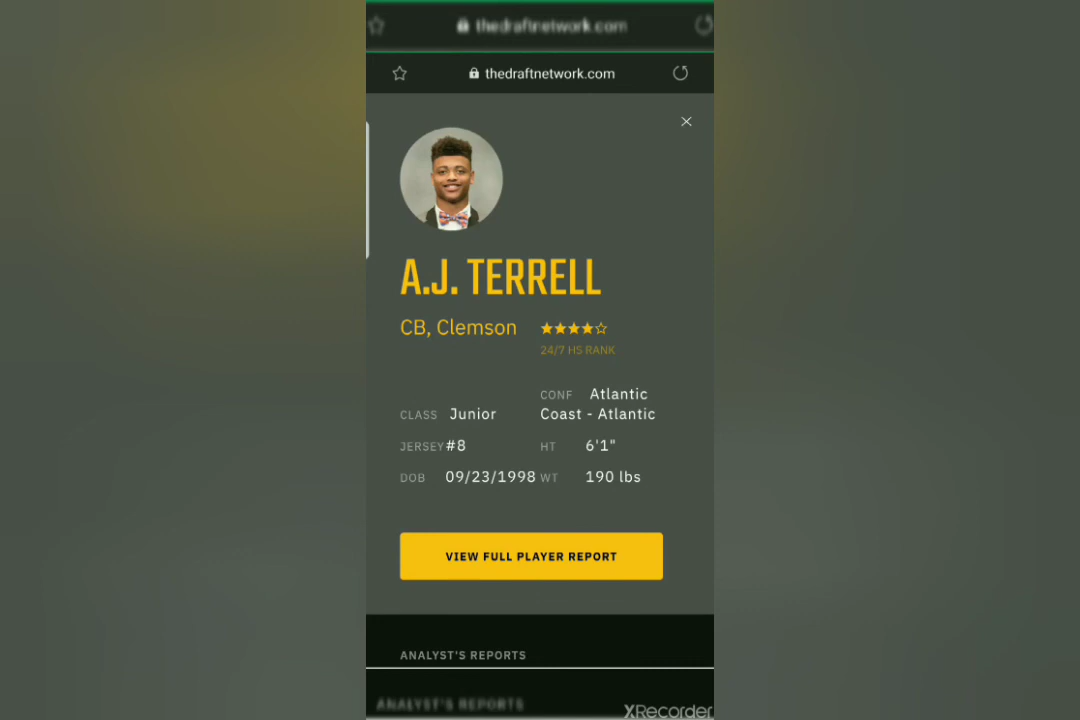 thedraftnetwork.com
thedraftnetwork.com
A.J. TERRELL
CB, Clemson
24/7 HS RANK
CLASS Junior
CONF Atlantic
Coast - Atlantic
JERSEY #8
HT 6'1"
DOB 09/23/1998
WT 190 lbs
VIEW FULL PLAYER REPORT
ANALYST'S REPORTS
ANALYST'S REPORTS
XRecorder